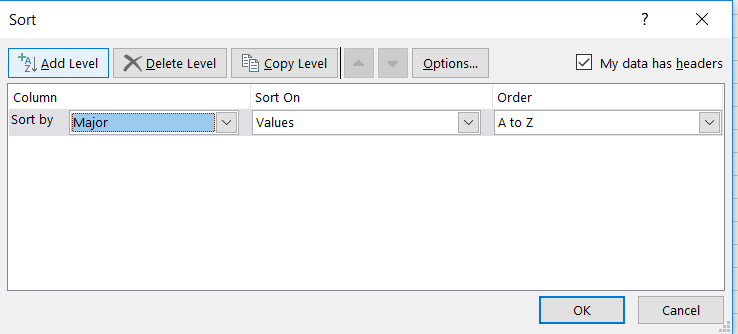 Sort ?
Add Level Delete Level Copy Level Options... My data has headers
Column Sort On Order
Sort by Major Values A to Z
OK Cancel